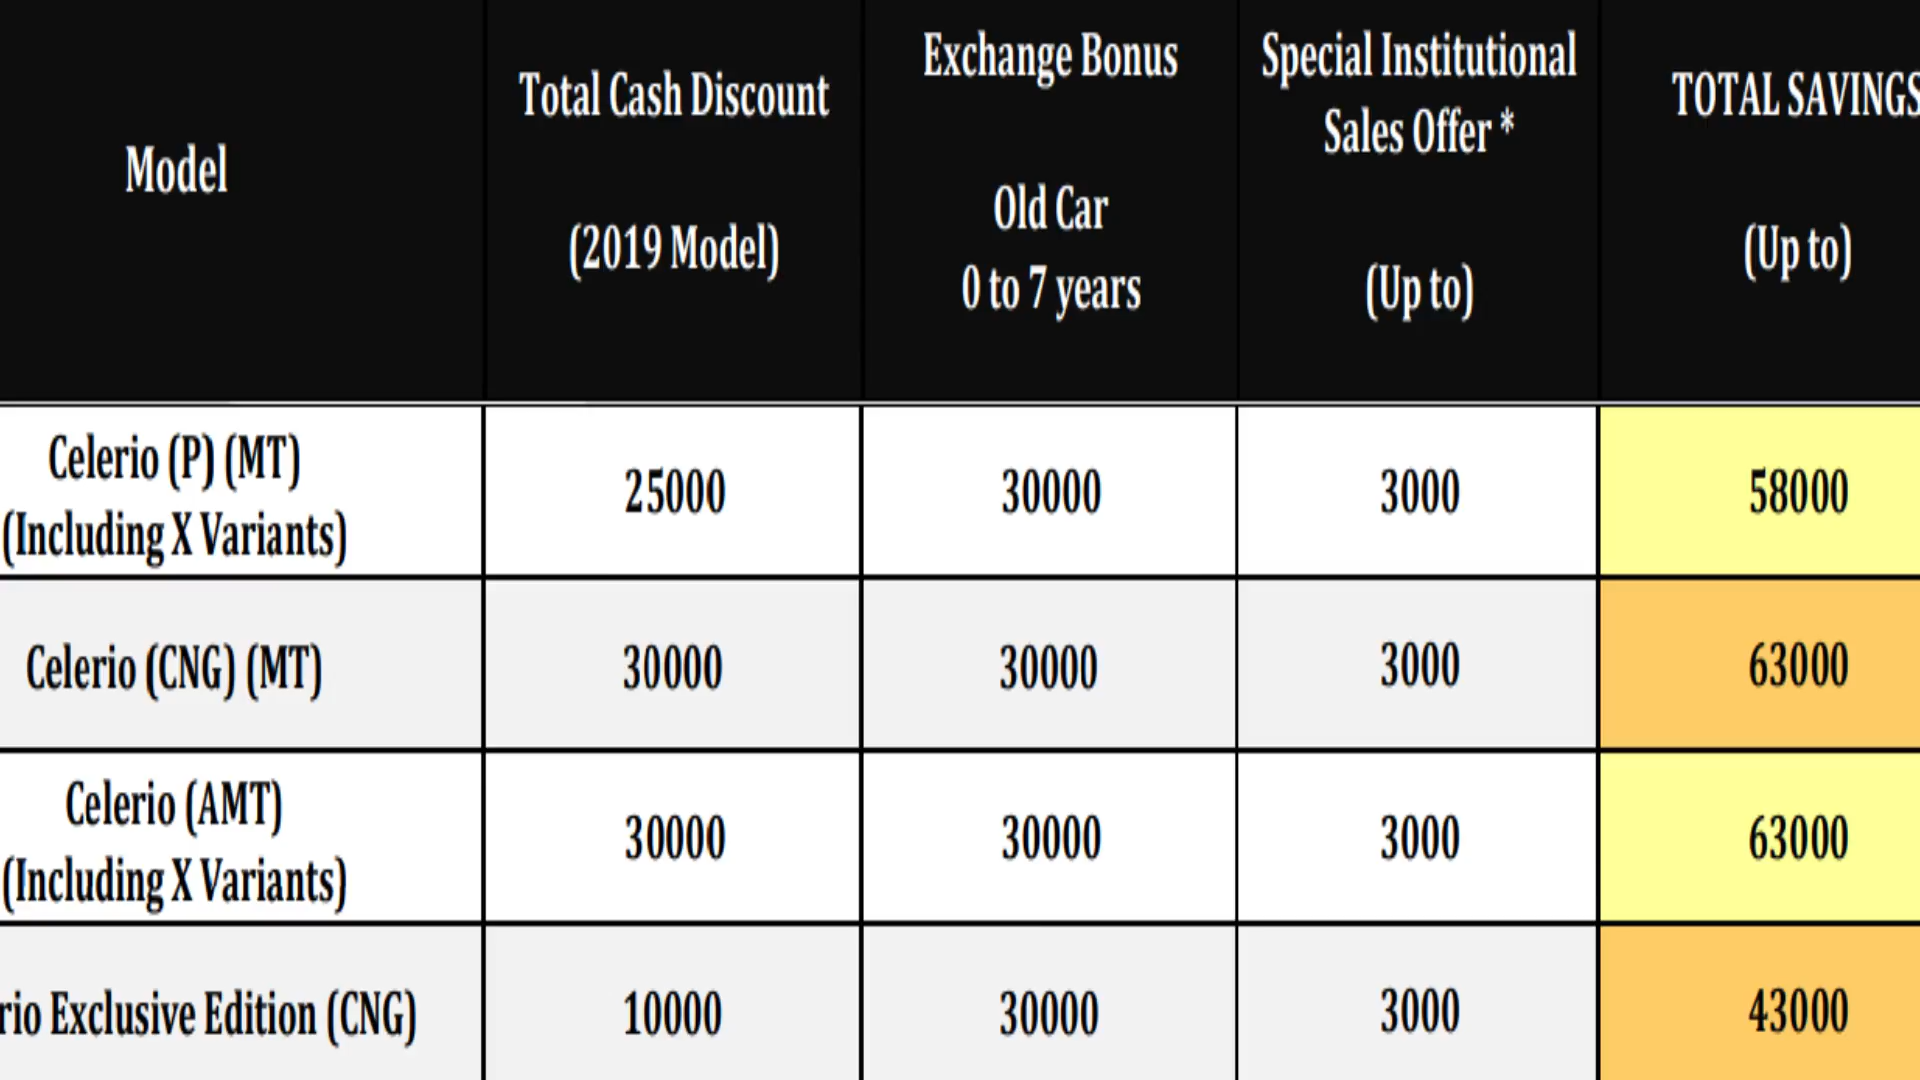 Model
Total Cash Discount
(2019 Model)
Exchange Bonus
Old Car
0 to 7 years
Special Institutional
Sales Offer *
(Up to)
TOTAL SAVINGS
(Up to)
Celerio (P) (MT)
(Including X Variants)
25000
30000
3000
58000
Celerio (CNG) (MT)
30000
30000
3000
63000
Celerio (AMT)
(Including X Variants)
30000
30000
3000
63000
rio Exclusive Edition (CNG)
10000
30000
3000
43000